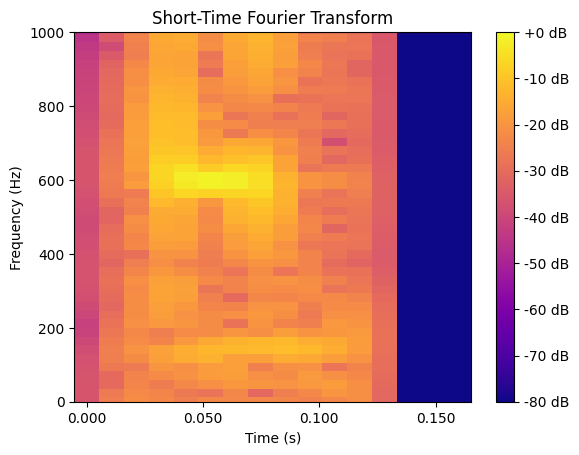 Short-Time Fourier Transform
1000
800
600
400
200
0
Frequency (Hz)
0.000
0.050
0.100
0.150
Time (s)
+0 dB
-10 dB
-20 dB
-30 dB
-40 dB
-50 dB
-60 dB
-70 dB
-80 dB